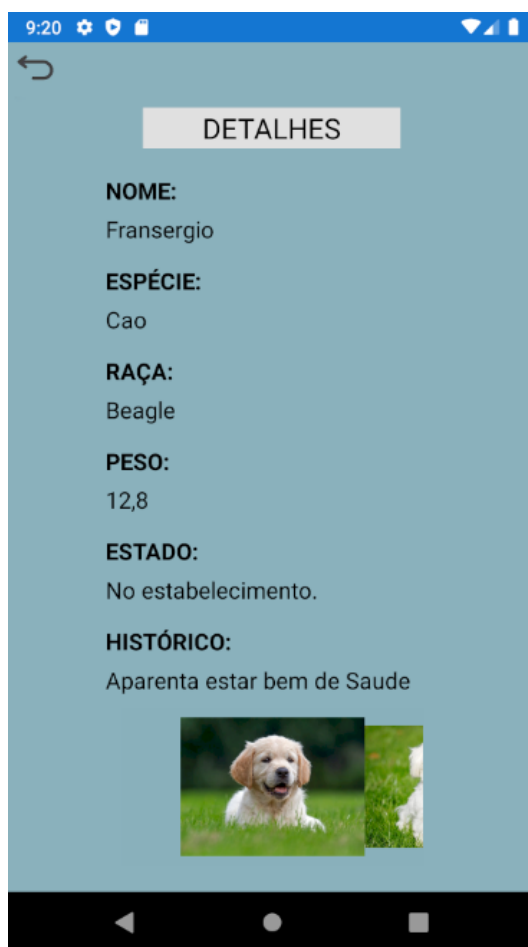 9:20
DETALHES
NOME:
Fransergio
ESPÉCIE:
Cao
RAÇA:
Beagle
PESO:
12,8
ESTADO:
No estabelecimento.
HISTÓRICO:
Aparenta estar bem de Saude